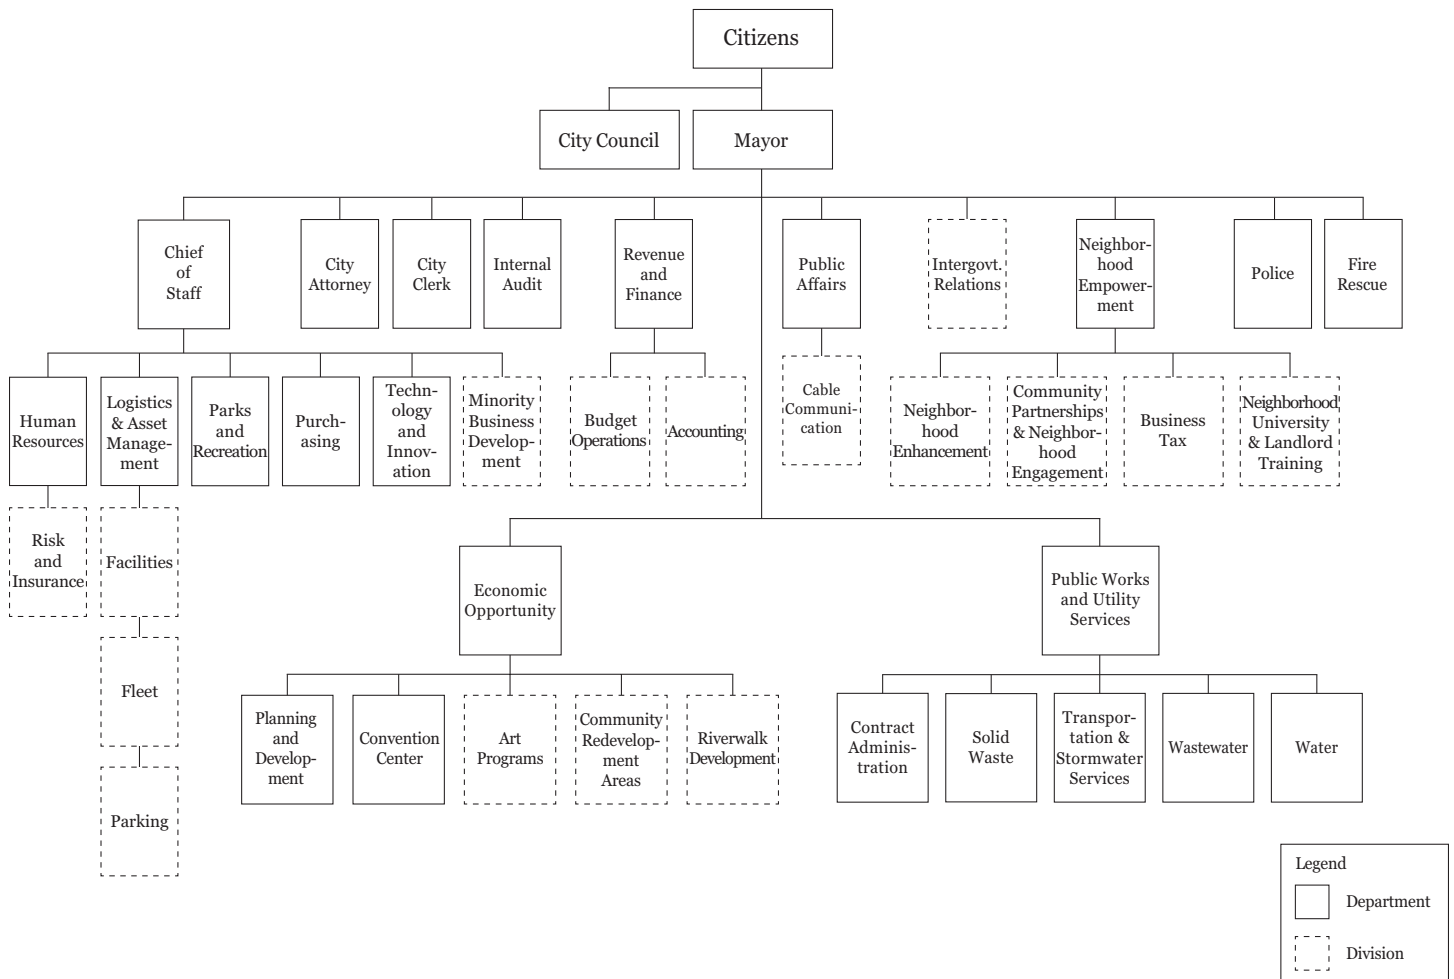 Citizens
City Council
Mayor
Chief
of
Staff
City
Attorney
City
Clerk
Internal
Audit
Revenue
and
Finance
Public
Affairs
Intergovt.
Relations
Neighbor-
hood
Empower-
ment
Police
Fire
Rescue
Human
Resources
Logistics
& Asset
Manage-
ment
Parks
and
Recreation
Purch-
asing
Techn-
ology
and
Innov-
ation
Minority
Business
Develop-
ment
Budget
Operations
Accounting
Cable
Communi-
cation
Neighbor-
hood
Enhancement
Community
Partnerships
& Neighbor-
hood
Engagement
Business
Tax
Neighborhood
University
& Landlord
Training
Risk
and
Insurance
Facilities
Fleet
Parking
Economic
Opportunity
Public Works
and Utility
Services
Planning
and
Develop-
ment
Convention
Center
Art
Programs
Community
Redevelop-
ment
Areas
Riverwalk
Development
Contract
Adminis-
tration
Solid
Waste
Transpor-
tation &
Stormwater
Services
Wastewater
Water
Legend
Department
Division